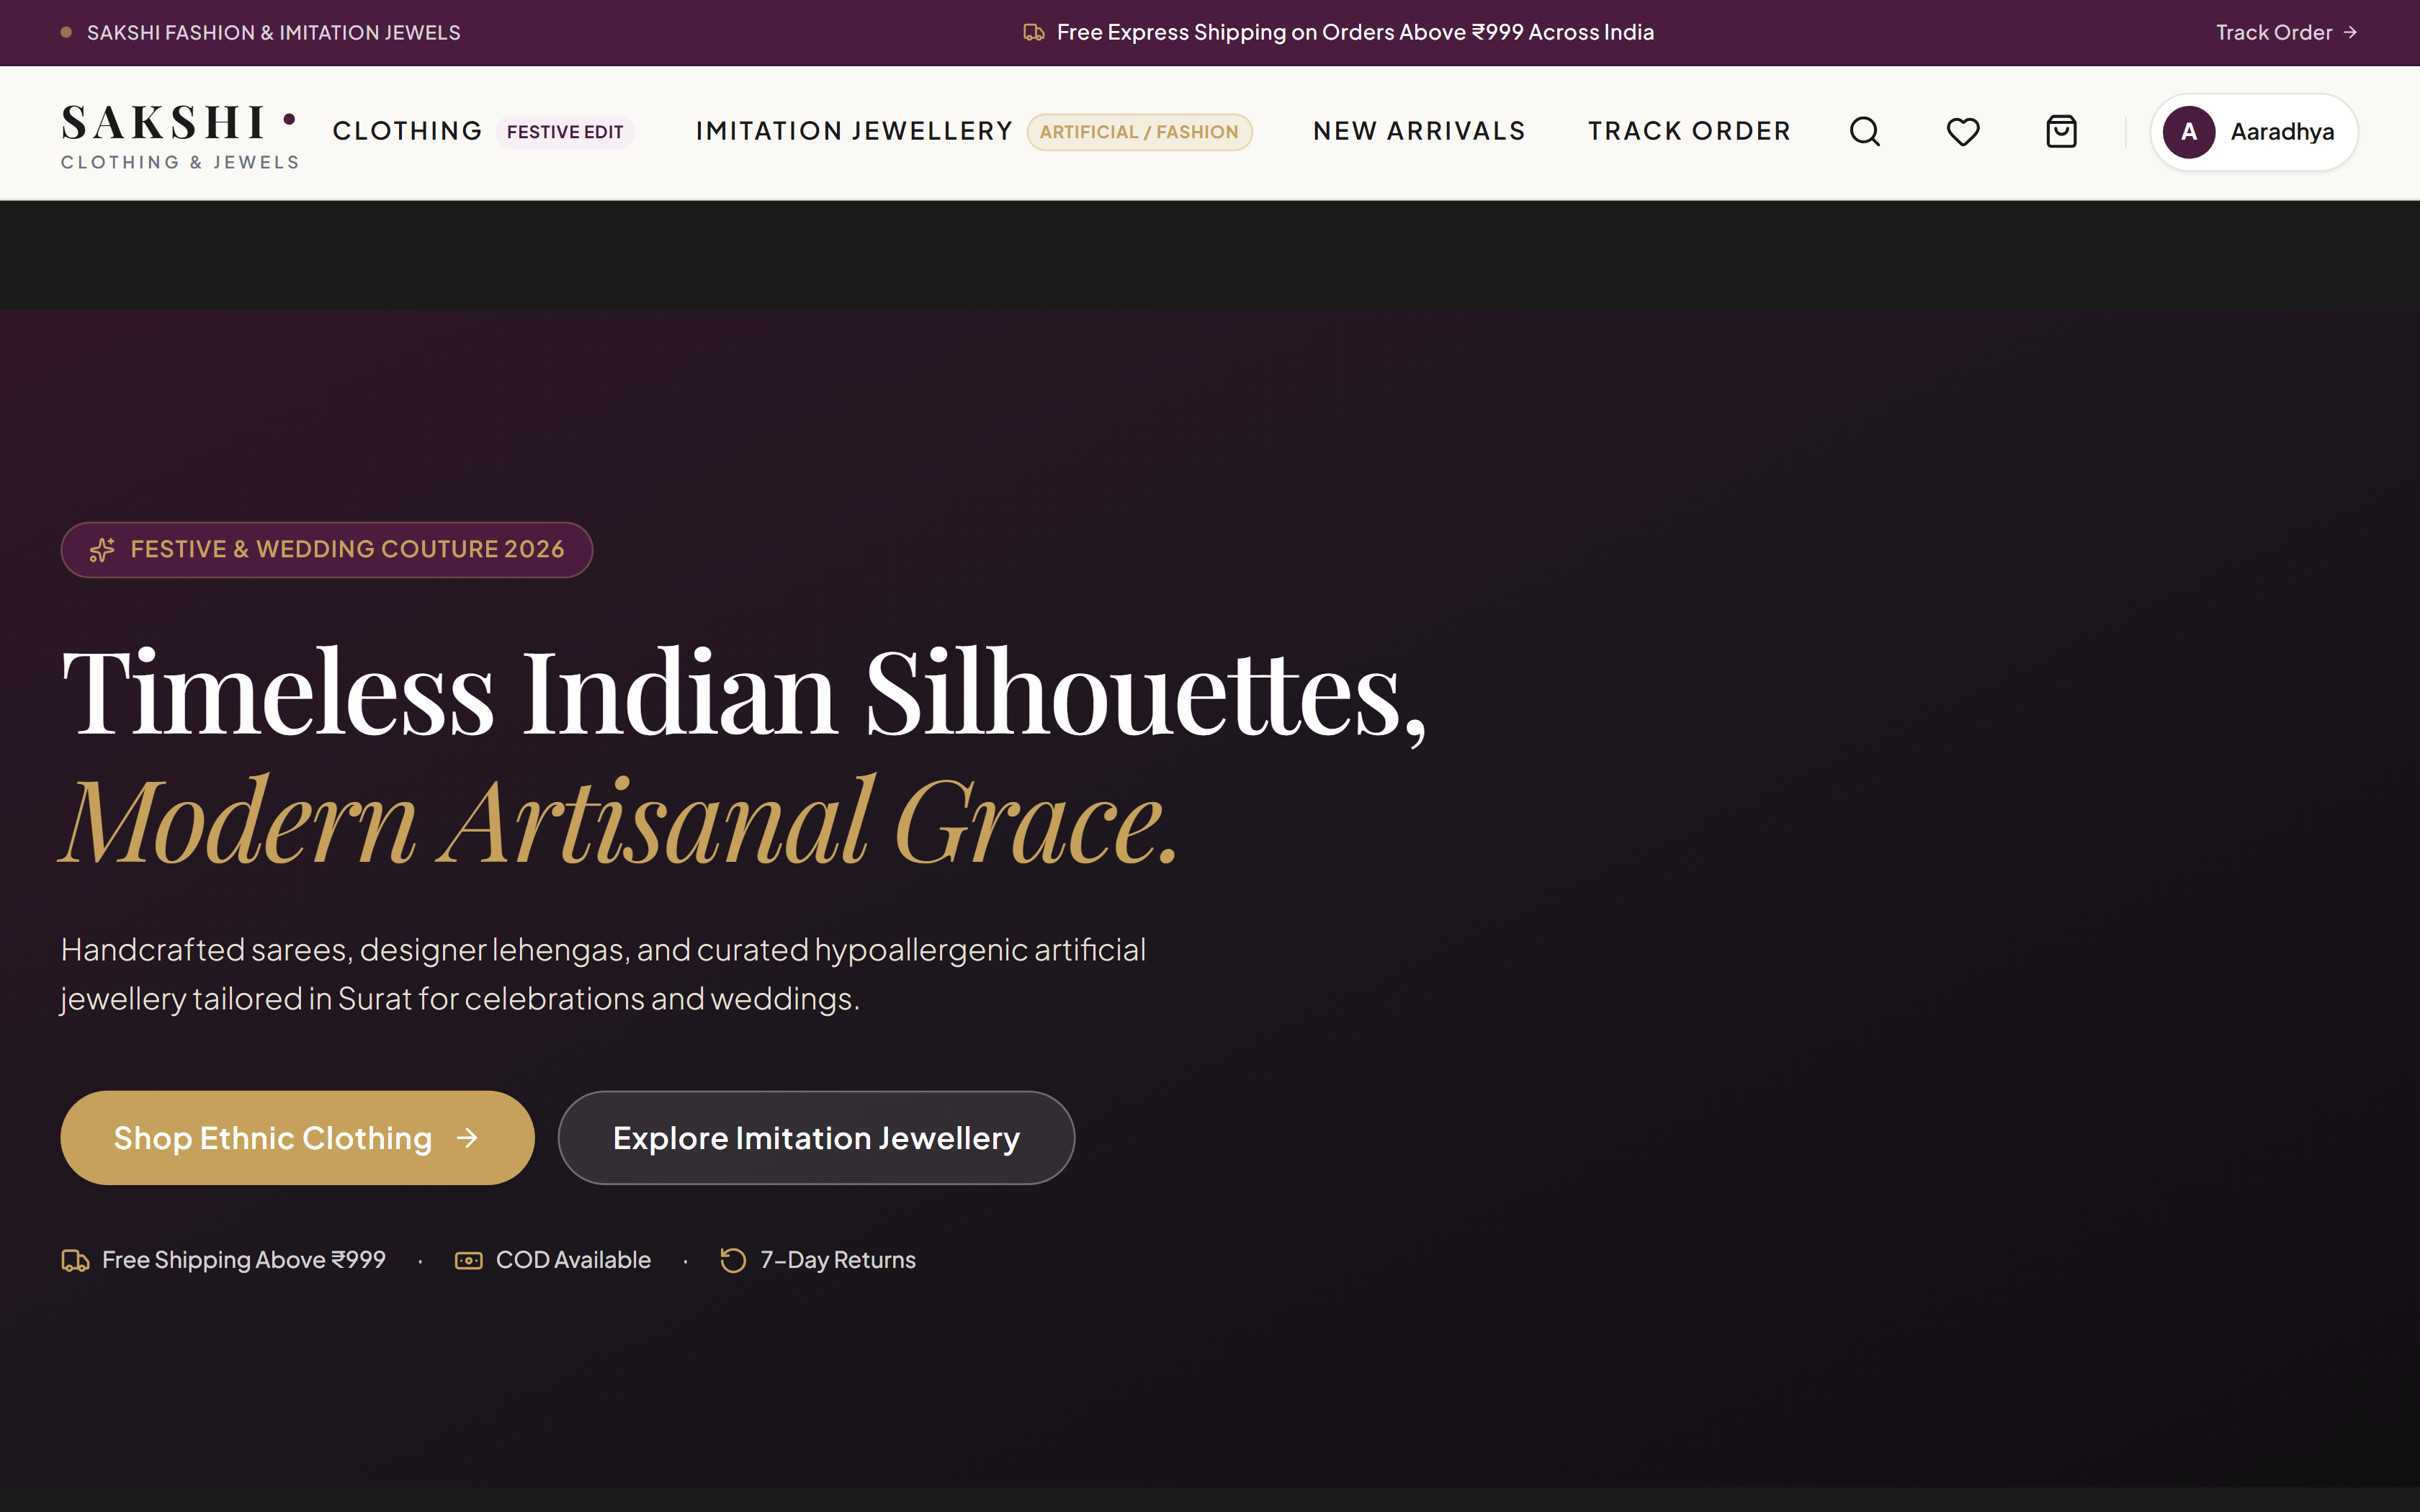 SAKSHI FASHION & IMITATION JEWELS
Free Express Shipping on Orders Above ₹999 Across India
Track Order →
SAKSHI
CLOTHING & JEWELS
CLOTHING FESTIVE EDIT
IMITATION JEWELLERY ARTIFICIAL / FASHION
NEW ARRIVALS
TRACK ORDER
A Aaradhya
FESTIVE & WEDDING COUTURE 2026
Timeless Indian Silhouettes,
Modern Artisanal Grace.
Handcrafted sarees, designer lehengas, and curated hypoallergenic artificial
jewellery tailored in Surat for celebrations and weddings.
Shop Ethnic Clothing →
Explore Imitation Jewellery
Free Shipping Above ₹999 · COD Available · 7-Day Returns